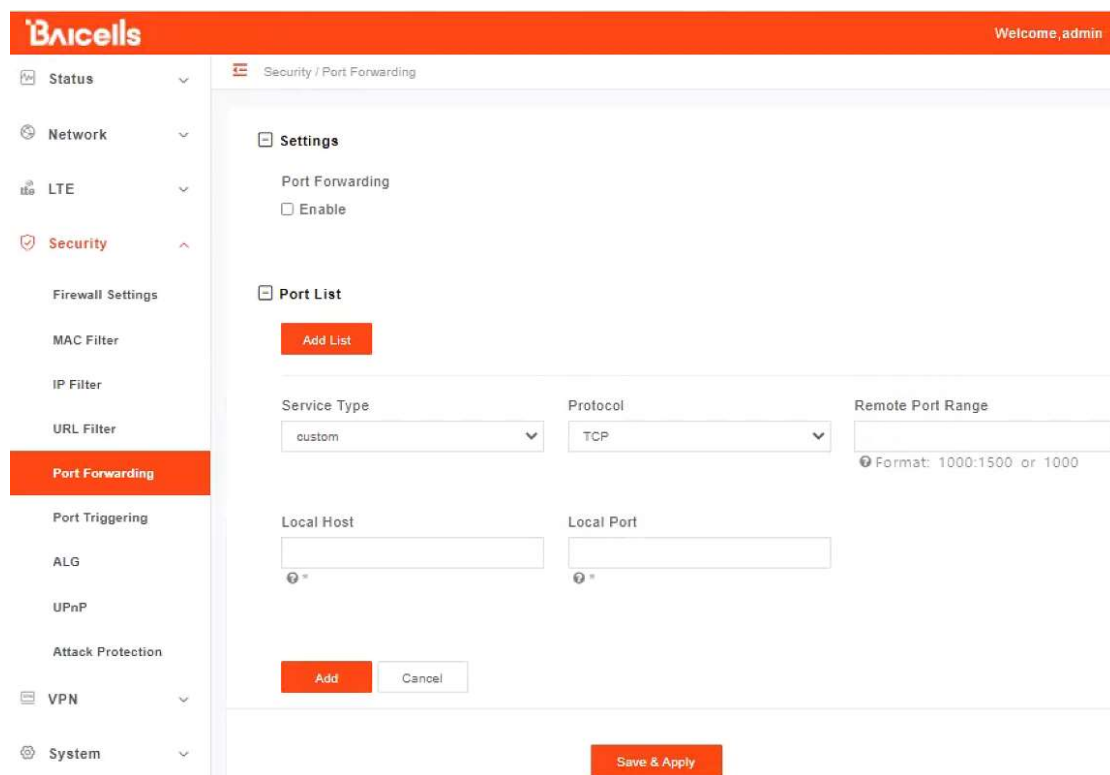 BAICELLS
Welcome,admin
Status
Security / Port Forwarding
Network
LTE
Security
Firewall Settings
MAC Filter
IP Filter
URL Filter
Port Forwarding
Port Triggering
ALG
UPnP
Attack Protection
VPN
System
Settings
Port Forwarding
Enable
Port List
Add List
Service Type
Protocol
Remote Port Range
custom
TCP
Format: 1000:1500 or 1000
Local Host
Local Port
*
*
Add
Cancel
Save & Apply